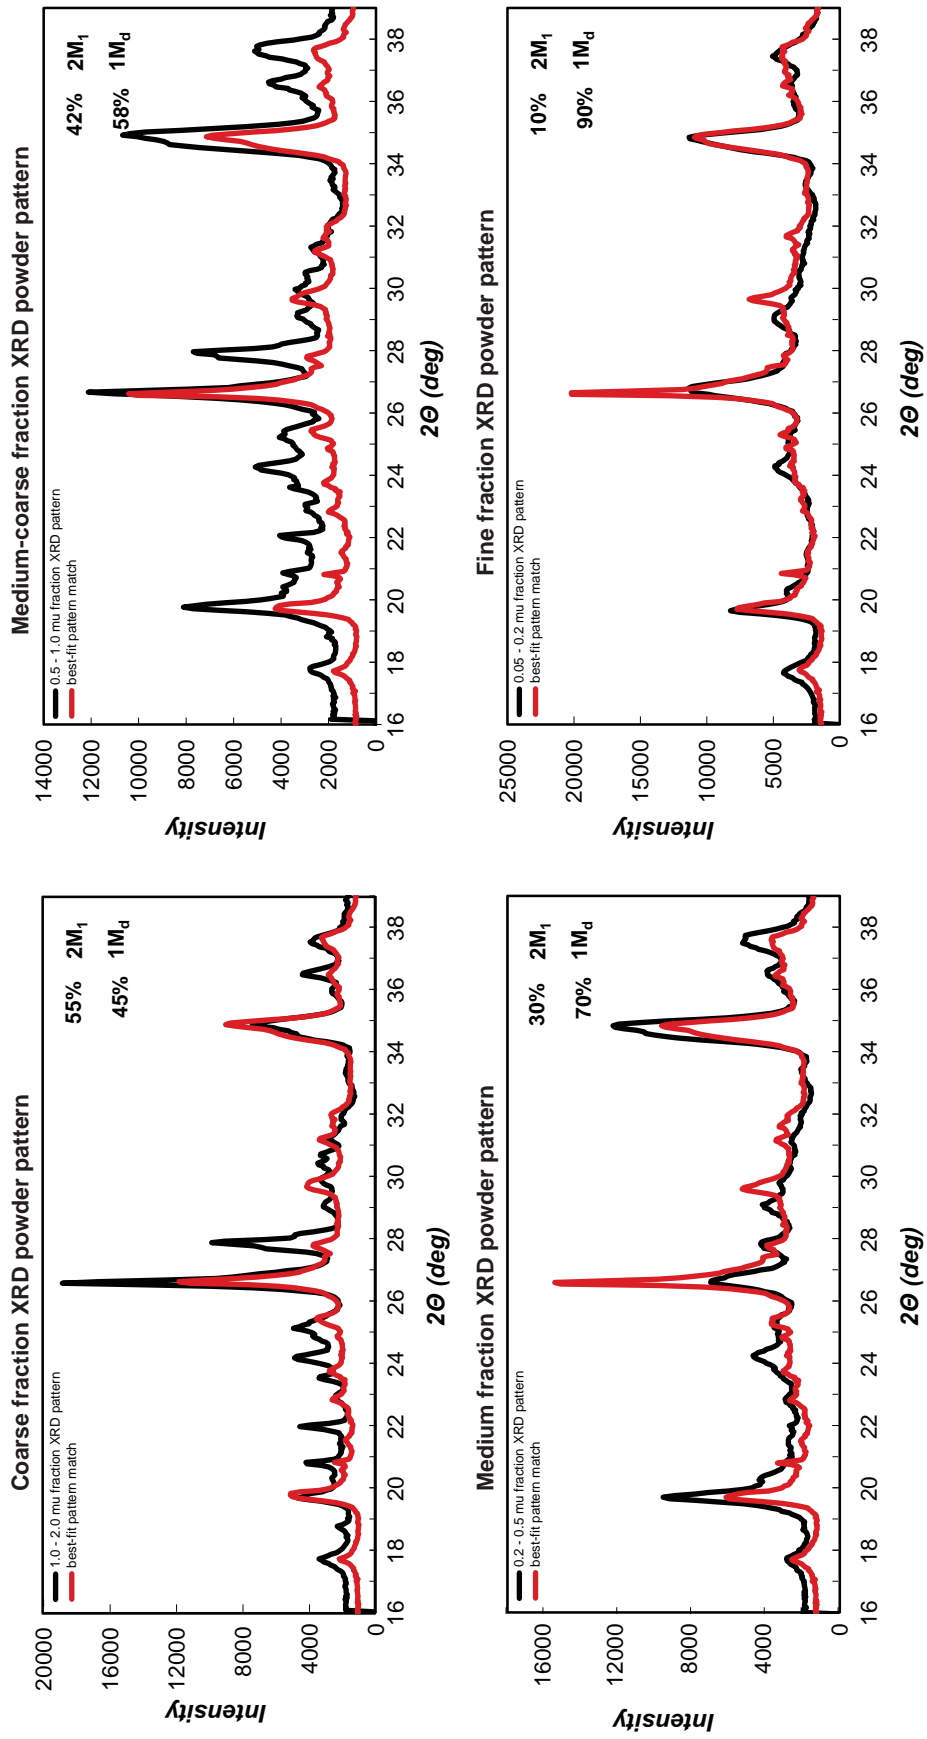 Coarse fraction XRD powder pattern
1.0 - 2.0 mu fraction XRD pattern
best-fit pattern match
55% 2M₁
45% 1Md
Intensity
20000
16000
12000
8000
4000
0
16 18 20 22 24 26 28 30 32 34 36 38
2Θ (deg)
Medium-coarse fraction XRD powder pattern
0.5 - 1.0 mu fraction XRD pattern
best-fit pattern match
42% 2M₁
58% 1Md
Intensity
14000
12000
10000
8000
6000
4000
2000
0
16 18 20 22 24 26 28 30 32 34 36 38
2Θ (deg)
Medium fraction XRD powder pattern
0.2 - 0.5 mu fraction XRD pattern
best-fit pattern match
30% 2M₁
70% 1Md
Intensity
16000
12000
8000
4000
0
16 18 20 22 24 26 28 30 32 34 36 38
2Θ (deg)
Fine fraction XRD powder pattern
0.05 - 0.2 mu fraction XRD pattern
best-fit pattern match
10% 2M₁
90% 1Md
Intensity
25000
20000
15000
10000
5000
0
16 18 20 22 24 26 28 30 32 34 36 38
2Θ (deg)